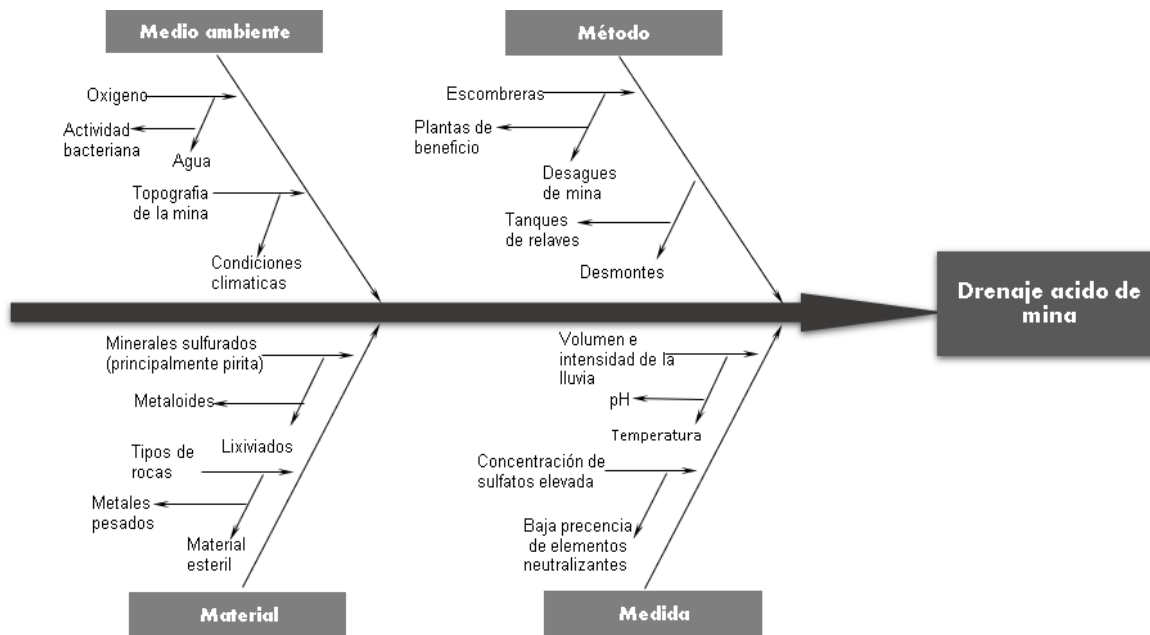 Medio ambiente
Oxigeno
Actividad
bacteriana
Agua
Topografia
de la mina
Condiciones
climaticas
Método
Escombreras
Plantas de
beneficio
Desagues
de mina
Tanques
de relaves
Desmontes
Drenaje acido de
mina
Minerales sulfurados
(principalmente pirita)
Metaloides
Lixiviados
Tipos de
rocas
Metales
pesados
Material
esteril
Material
Volumen e
intensidad de la
lluvia
pH
Temperatura
Concentración de
sulfatos elevada
Baja precencia
de elementos
neutralizantes
Medida